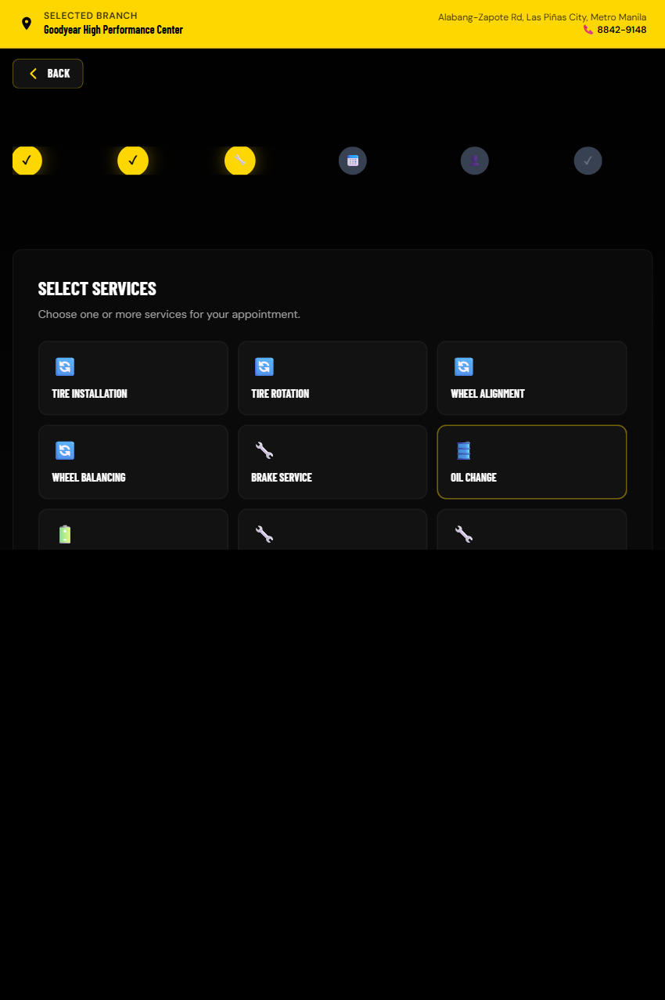 SELECTED BRANCH
Goodyear High Performance Center
Alabang-Zapote Rd, Las Piñas City, Metro Manila
8842-9148
BACK
SELECT SERVICES
Choose one or more services for your appointment.
TIRE INSTALLATION
TIRE ROTATION
WHEEL ALIGNMENT
WHEEL BALANCING
BRAKE SERVICE
OIL CHANGE